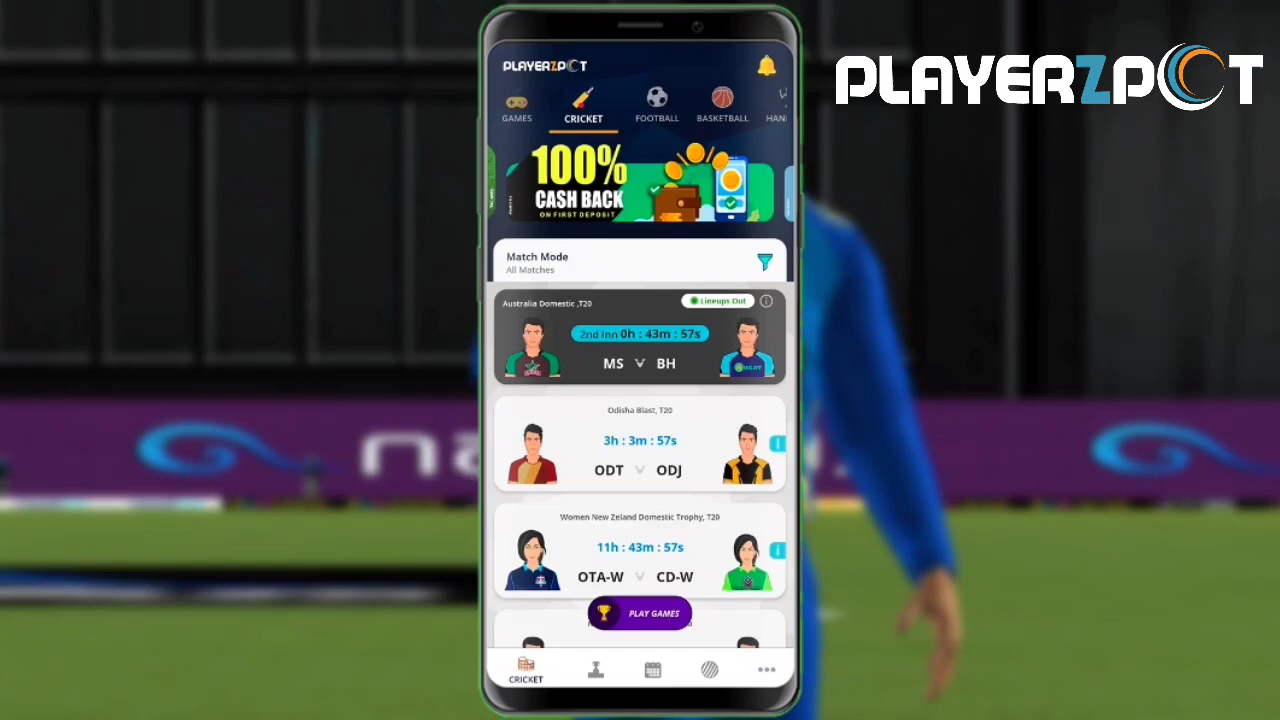 PLAYERZPOT
PLAYERZPOT
GAMES
CRICKET
FOOTBALL
BASKETBALL
HAN
100%
CASH BACK
ON FIRST DEPOSIT
Match Mode
All Matches
Australia Domestic ,T20
Lineups Out
2nd Inn 0h : 43m : 57s
MS V BH
Odisha Blast, T20
3h : 3m : 57s
ODT V ODJ
Women New Zeland Domestic Trophy, T20
11h : 43m : 57s
OTA-W V CD-W
PLAY GAMES
CRICKET